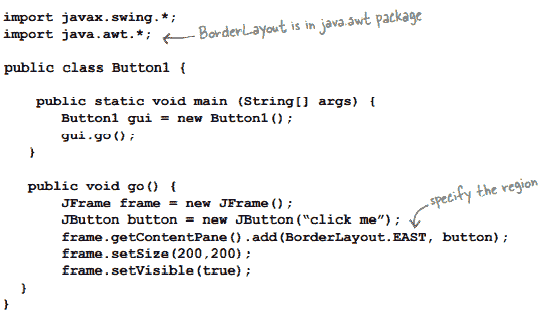 import javax.swing.*;
import java.awt.*;
BorderLayout is in java.awt package
public class Button1 {
public static void main (String[] args) {
Button1 gui = new Button1();
gui.go();
}
public void go() {
JFrame frame = new JFrame();
specify the region
JButton button = new JButton(“click me”);
frame.getContentPane().add(BorderLayout.EAST, button);
frame.setSize(200,200);
frame.setVisible(true);
}
}